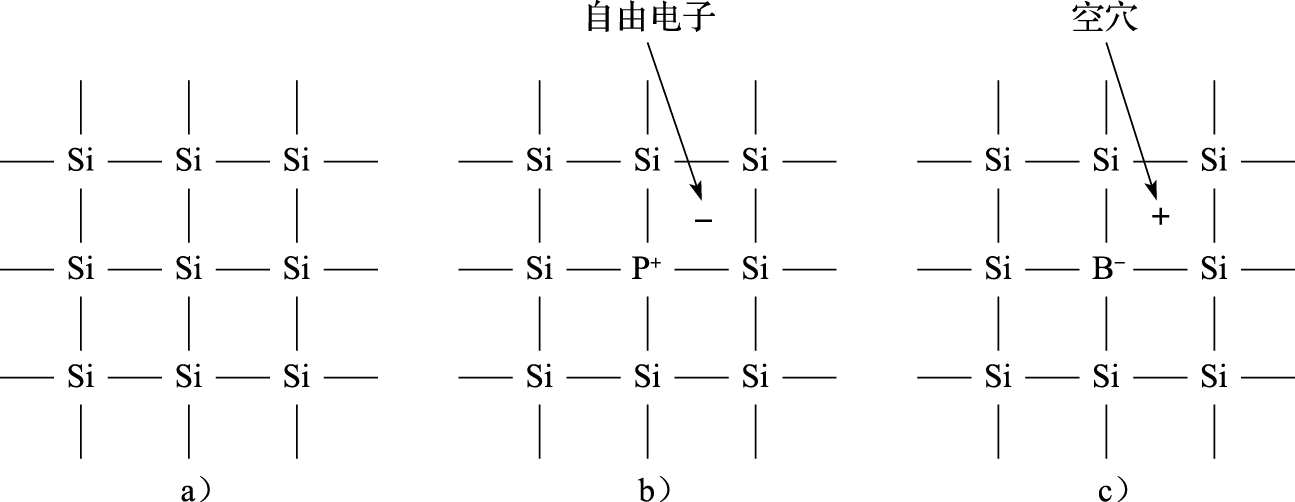 自由电子
空穴
Si Si Si Si Si Si Si Si Si
− +
Si Si Si Si P⁺ Si Si B⁻ Si
Si Si Si Si Si Si Si Si Si
a） b） c）